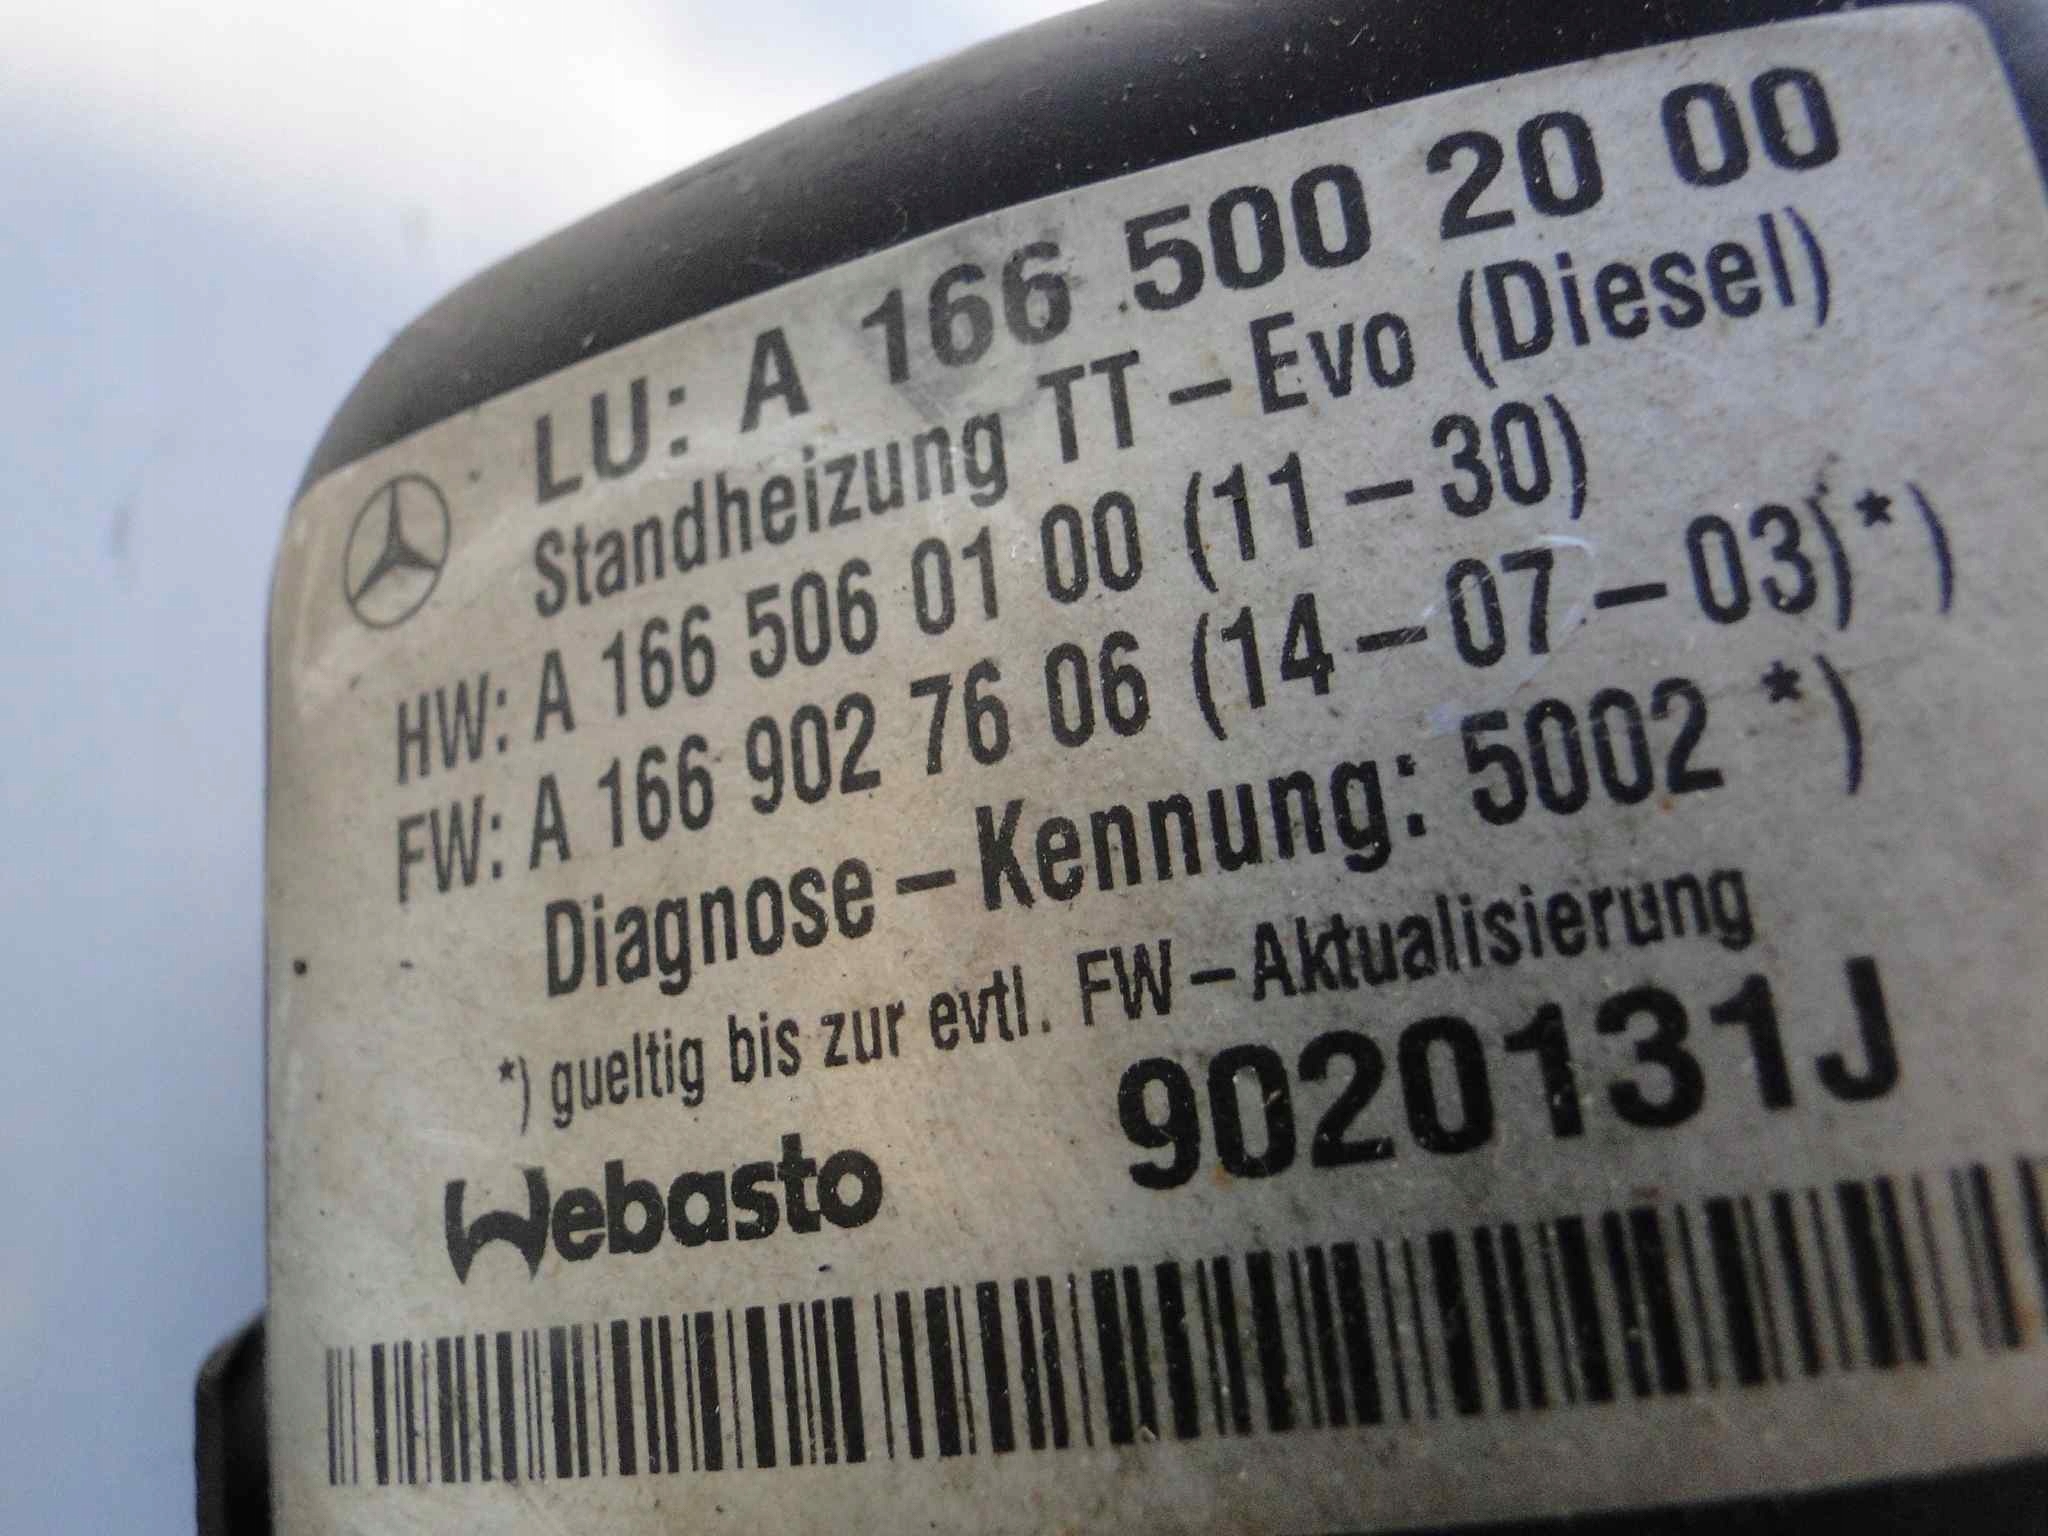 LU: A 166 500 20 00
Standheizung TT-Evo (Diesel)
HW: A 166 506 01 00 (11-30)
FW: A 166 902 76 06 (14-07-03)*)
Diagnose-Kennung: 5002 *)
*) gueltig bis zur evtl. FW-Aktualisierung
Webasto 9020131J